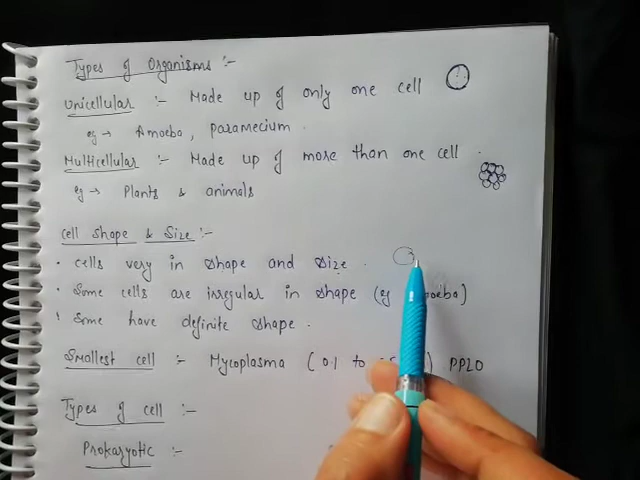 Types of Organisms :-
Unicellular :- Made up of only one cell
eg → Amoeba, paramecium.
Multicellular :- Made up of more than one cell.
eg → Plants & animals
Cell Shape & Size :-
• cells very in shape and size.
• Some cells are irregular in shape (eg
• Some have definite shape.
Smallest cell :- Mycoplasma (0.1 to PPLO
Types of cell :-
Prokaryotic :-